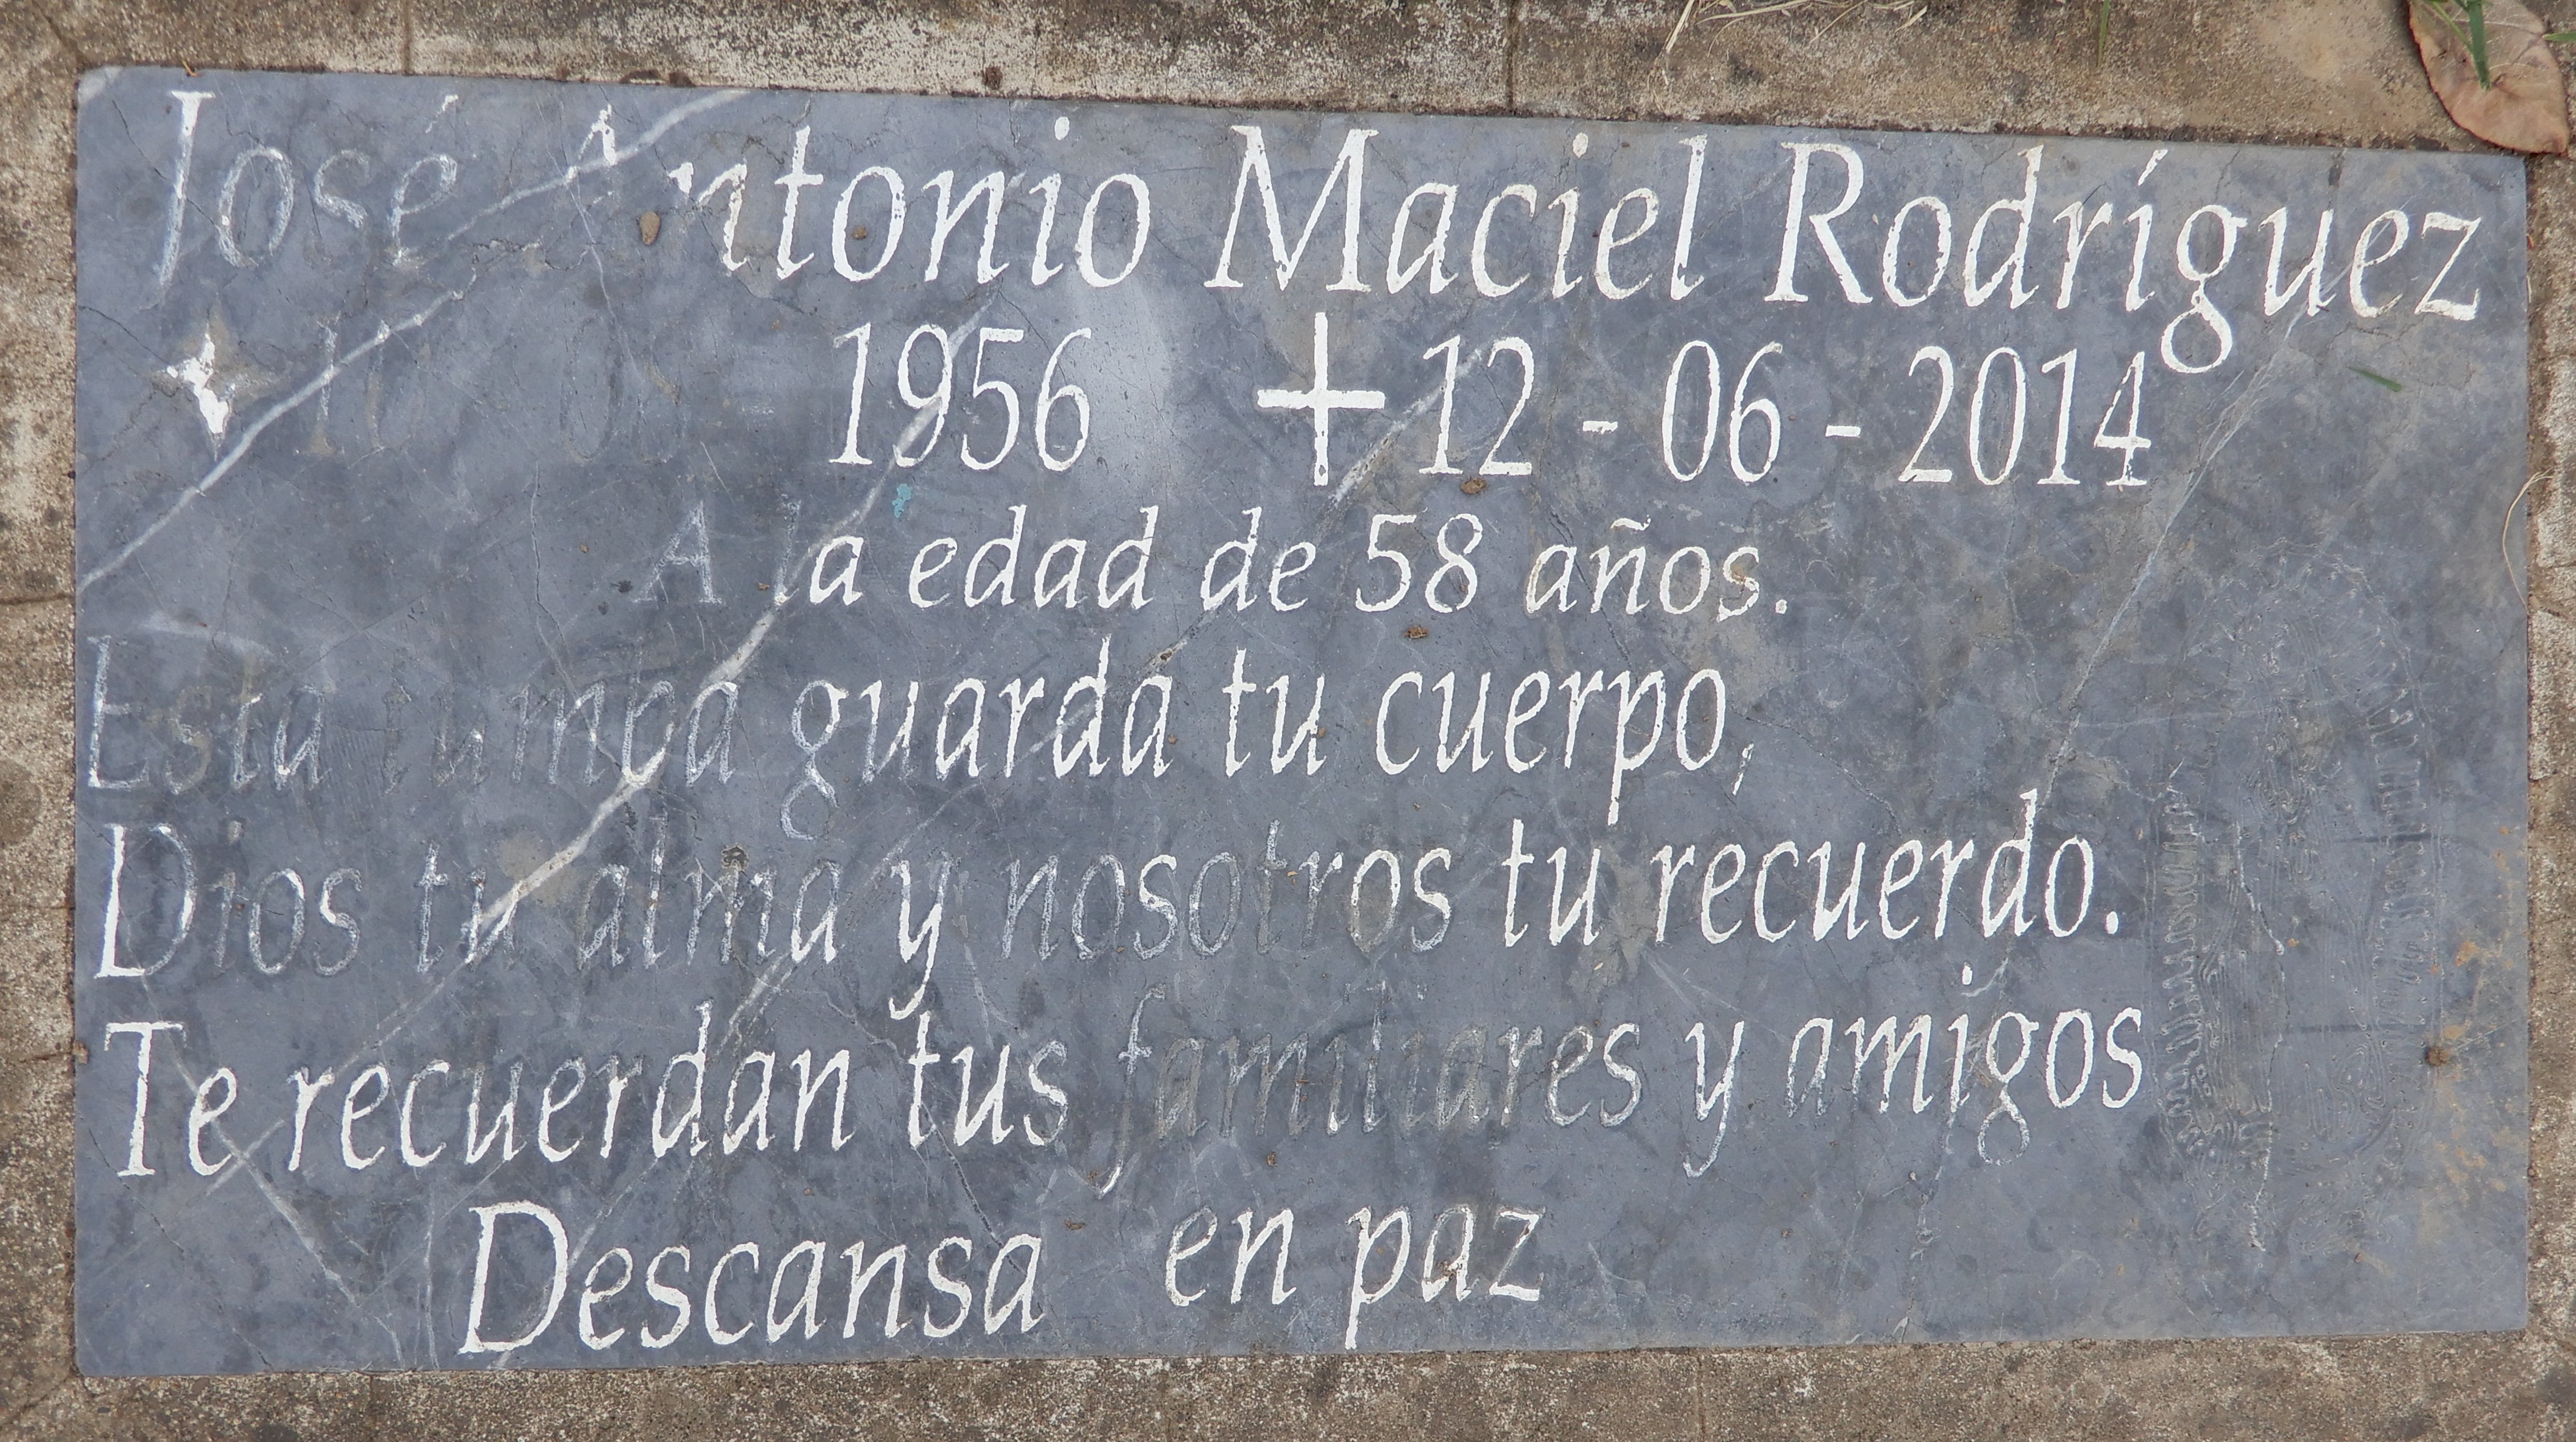 José Antonio Maciel Rodríguez
1956 + 12 - 06 - 2014
A la edad de 58 años.
Esta tumba guarda tu cuerpo,
Dios tu alma y nosotros tu recuerdo.
Te recuerdan tus familiares y amigos
Descansa en paz